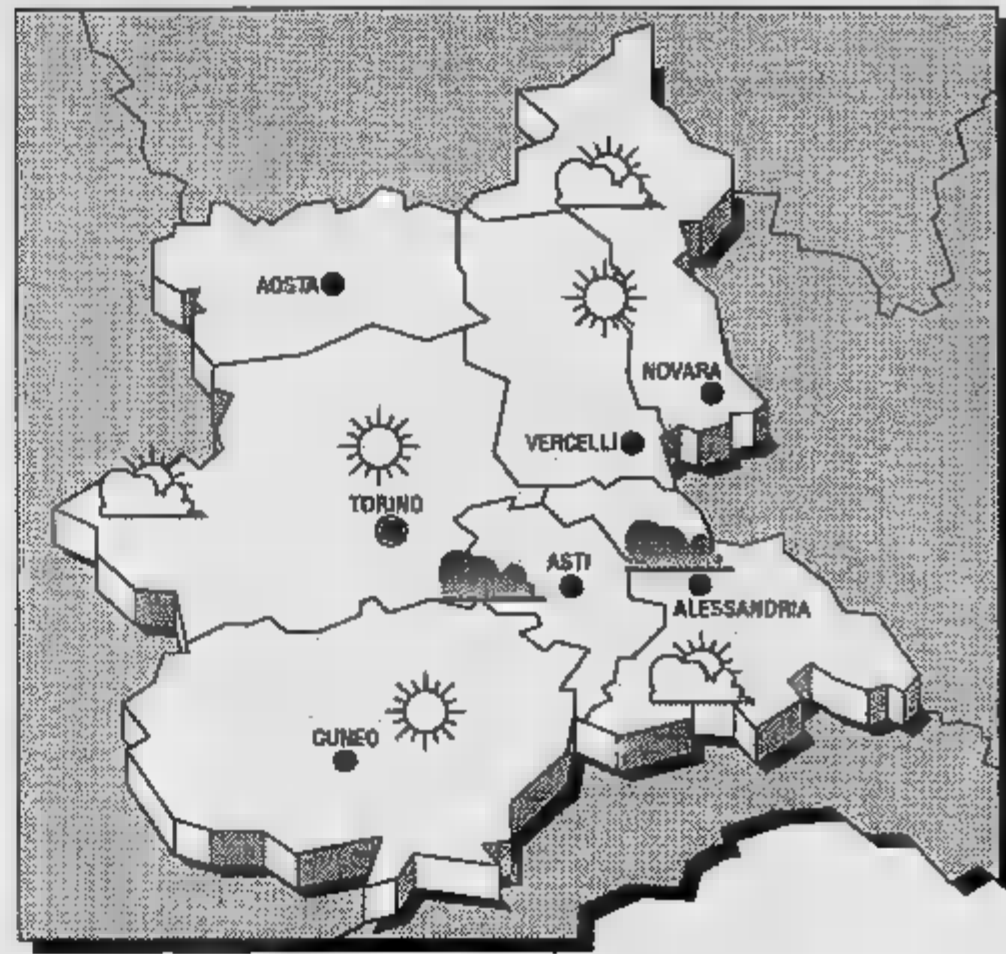 AOSTA
NOVARA
VERCELLI
TORINO
ASTI
ALESSANDRIA
CUNEO